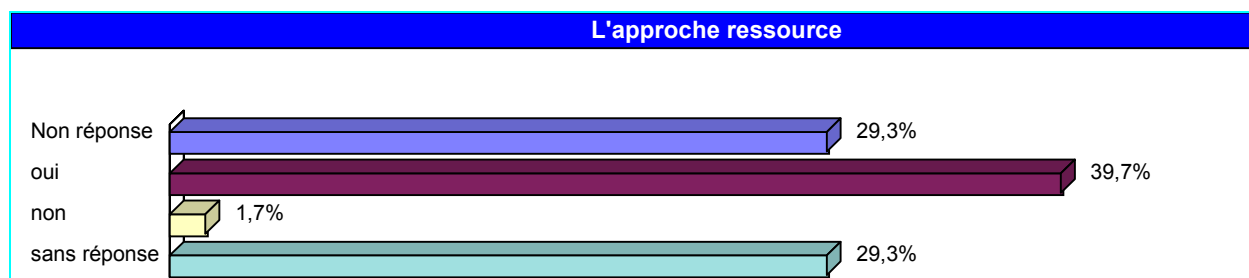 L'approche ressource
Non réponse 29,3%
oui 39,7%
non 1,7%
sans réponse 29,3%